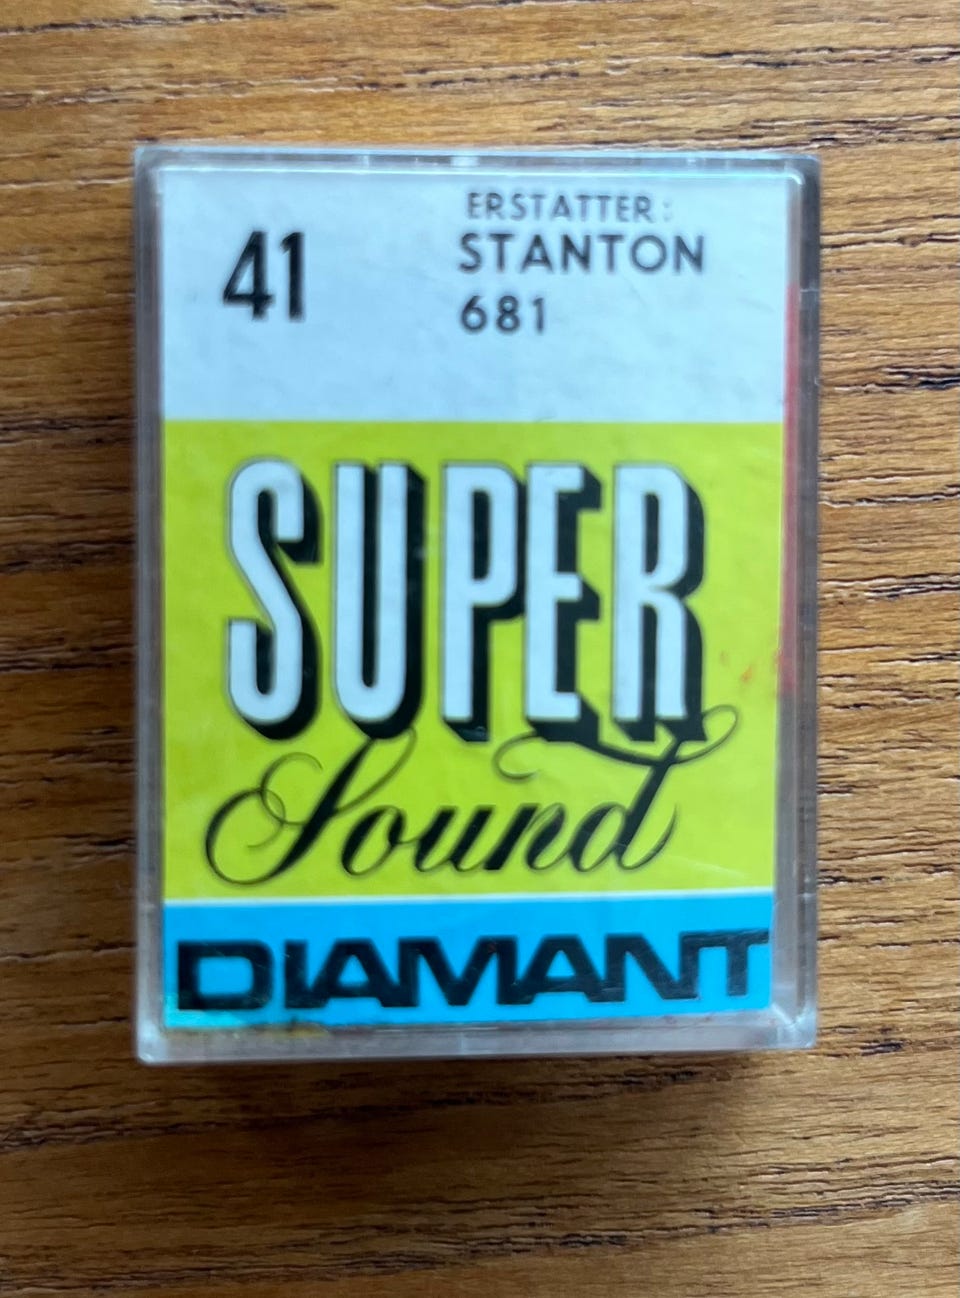 41
ERSTATTER:
STANTON
681
SUPER
Sound
DIAMANT